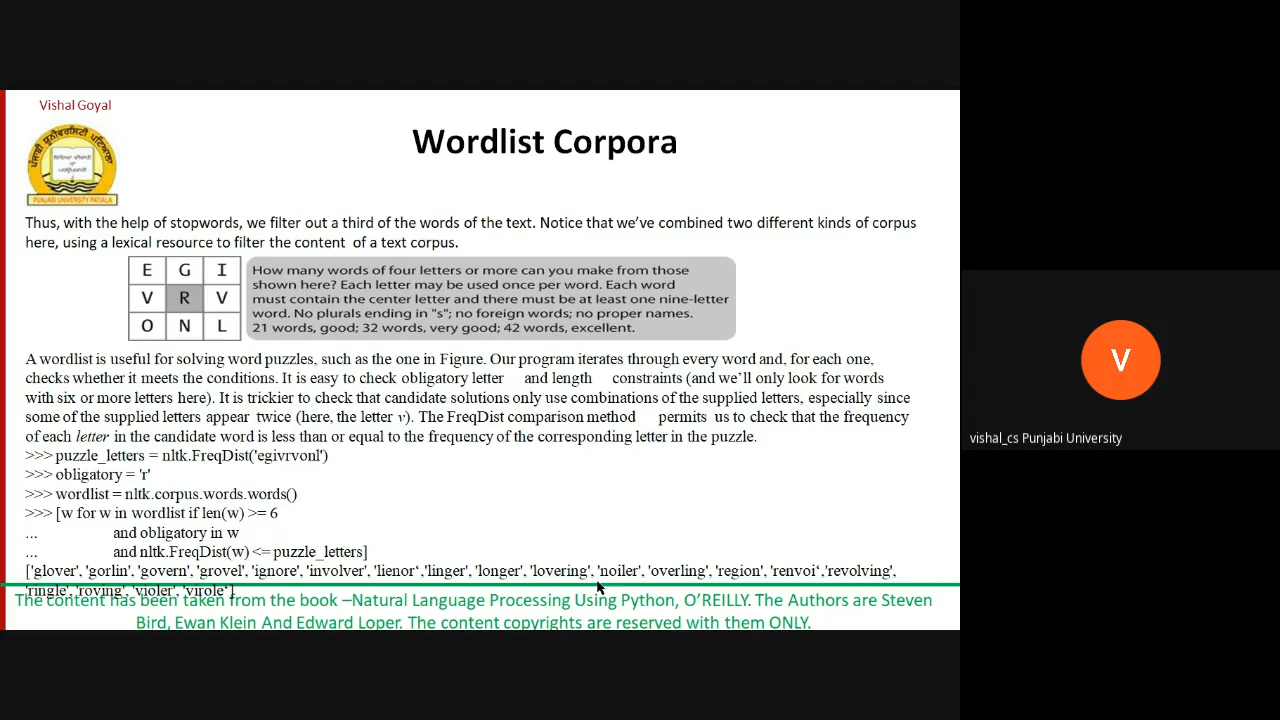 Vishal Goyal
Wordlist Corpora
PUNJABI UNIVERSITY PATIALA
Thus, with the help of stopwords, we filter out a third of the words of the text. Notice that we've combined two different kinds of corpus
here, using a lexical resource to filter the content of a text corpus.
E G I
V R V
O N L
How many words of four letters or more can you make from those
shown here? Each letter may be used once per word. Each word
must contain the center letter and there must be at least one nine-letter
word. No plurals ending in "s"; no foreign words; no proper names.
21 words, good; 32 words, very good; 42 words, excellent.
A wordlist is useful for solving word puzzles, such as the one in Figure. Our program iterates through every word and, for each one,
checks whether it meets the conditions. It is easy to check obligatory letter and length constraints (and we'll only look for words
with six or more letters here). It is trickier to check that candidate solutions only use combinations of the supplied letters, especially since
some of the supplied letters appear twice (here, the letter v). The FreqDist comparison method permits us to check that the frequency
of each letter in the candidate word is less than or equal to the frequency of the corresponding letter in the puzzle.
>>> puzzle_letters = nltk.FreqDist('egivrvonl')
>>> obligatory = 'r'
>>> wordlist = nltk.corpus.words.words()
>>> [w for w in wordlist if len(w) >= 6
... and obligatory in w
... and nltk.FreqDist(w) <= puzzle_letters]
['glover', 'gorlin', 'govern', 'grovel', 'ignore', 'involver', 'lienor‘,'linger', 'longer', 'lovering', 'noiler', 'overling', 'region', 'renvoi‘,'revolving',
'ringle', 'roving', 'violer', 'virole‘]
The content has been taken from the book –Natural Language Processing Using Python, O'REILLY. The Authors are Steven
Bird, Ewan Klein And Edward Loper. The content copyrights are reserved with them ONLY.
V
vishal_cs Punjabi University